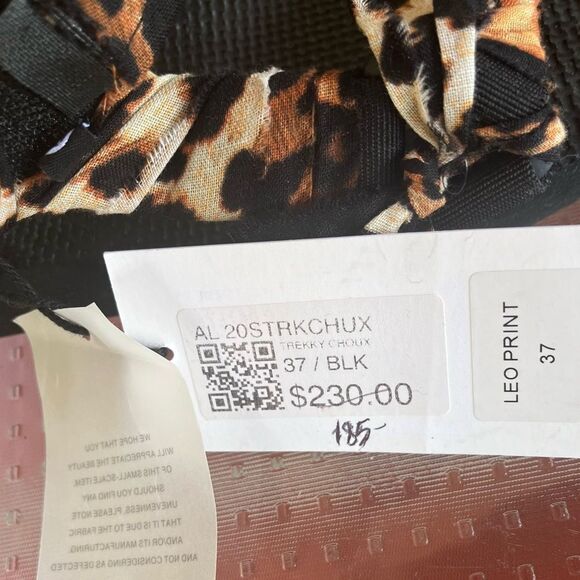 AL 20STRKCHUX
TREKKY CHOUX
37 / BLK
$230.00
185-
LEO PRINT
37
WE HOPE THAT YOU
WILL APPRECIATE THE BEAUTY
OF THIS SMALL-SCALE ITEM.
SHOULD YOU FIND ANY
UNEVENNESS, PLEASE NOTE
THAT IT IS DUE TO THE FABRIC
AND/OR ITS MANUFACTURING.
AND NOT CONSIDERING AS DEFECTED